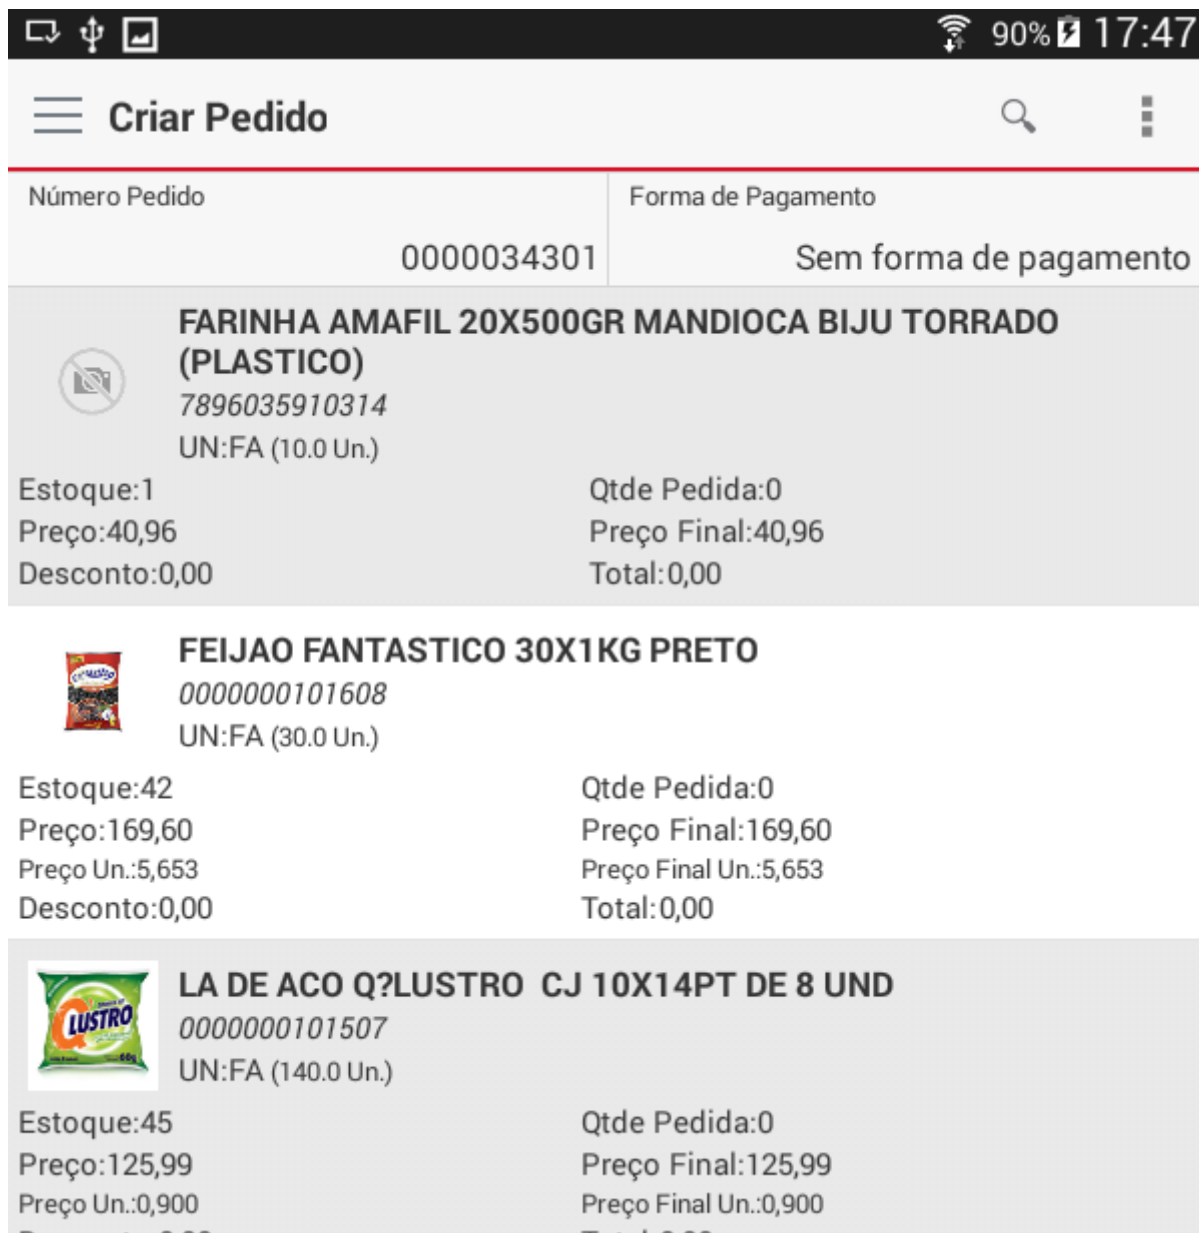 90% 17:47
Criar Pedido
Número Pedido
Forma de Pagamento
0000034301
Sem forma de pagamento
FARINHA AMAFIL 20X500GR MANDIOCA BIJU TORRADO
(PLASTICO)
7896035910314
UN:FA (10.0 Un.)
Estoque:1
Qtde Pedida:0
Preço:40,96
Preço Final:40,96
Desconto:0,00
Total:0,00
FEIJAO FANTASTICO 30X1KG PRETO
0000000101608
UN:FA (30.0 Un.)
Estoque:42
Qtde Pedida:0
Preço:169,60
Preço Final:169,60
Preço Un.:5,653
Preço Final Un.:5,653
Desconto:0,00
Total:0,00
LUSTRO
LA DE ACO Q?LUSTRO  CJ 10X14PT DE 8 UND
0000000101507
UN:FA (140.0 Un.)
Estoque:45
Qtde Pedida:0
Preço:125,99
Preço Final:125,99
Preço Un.:0,900
Preço Final Un.:0,900